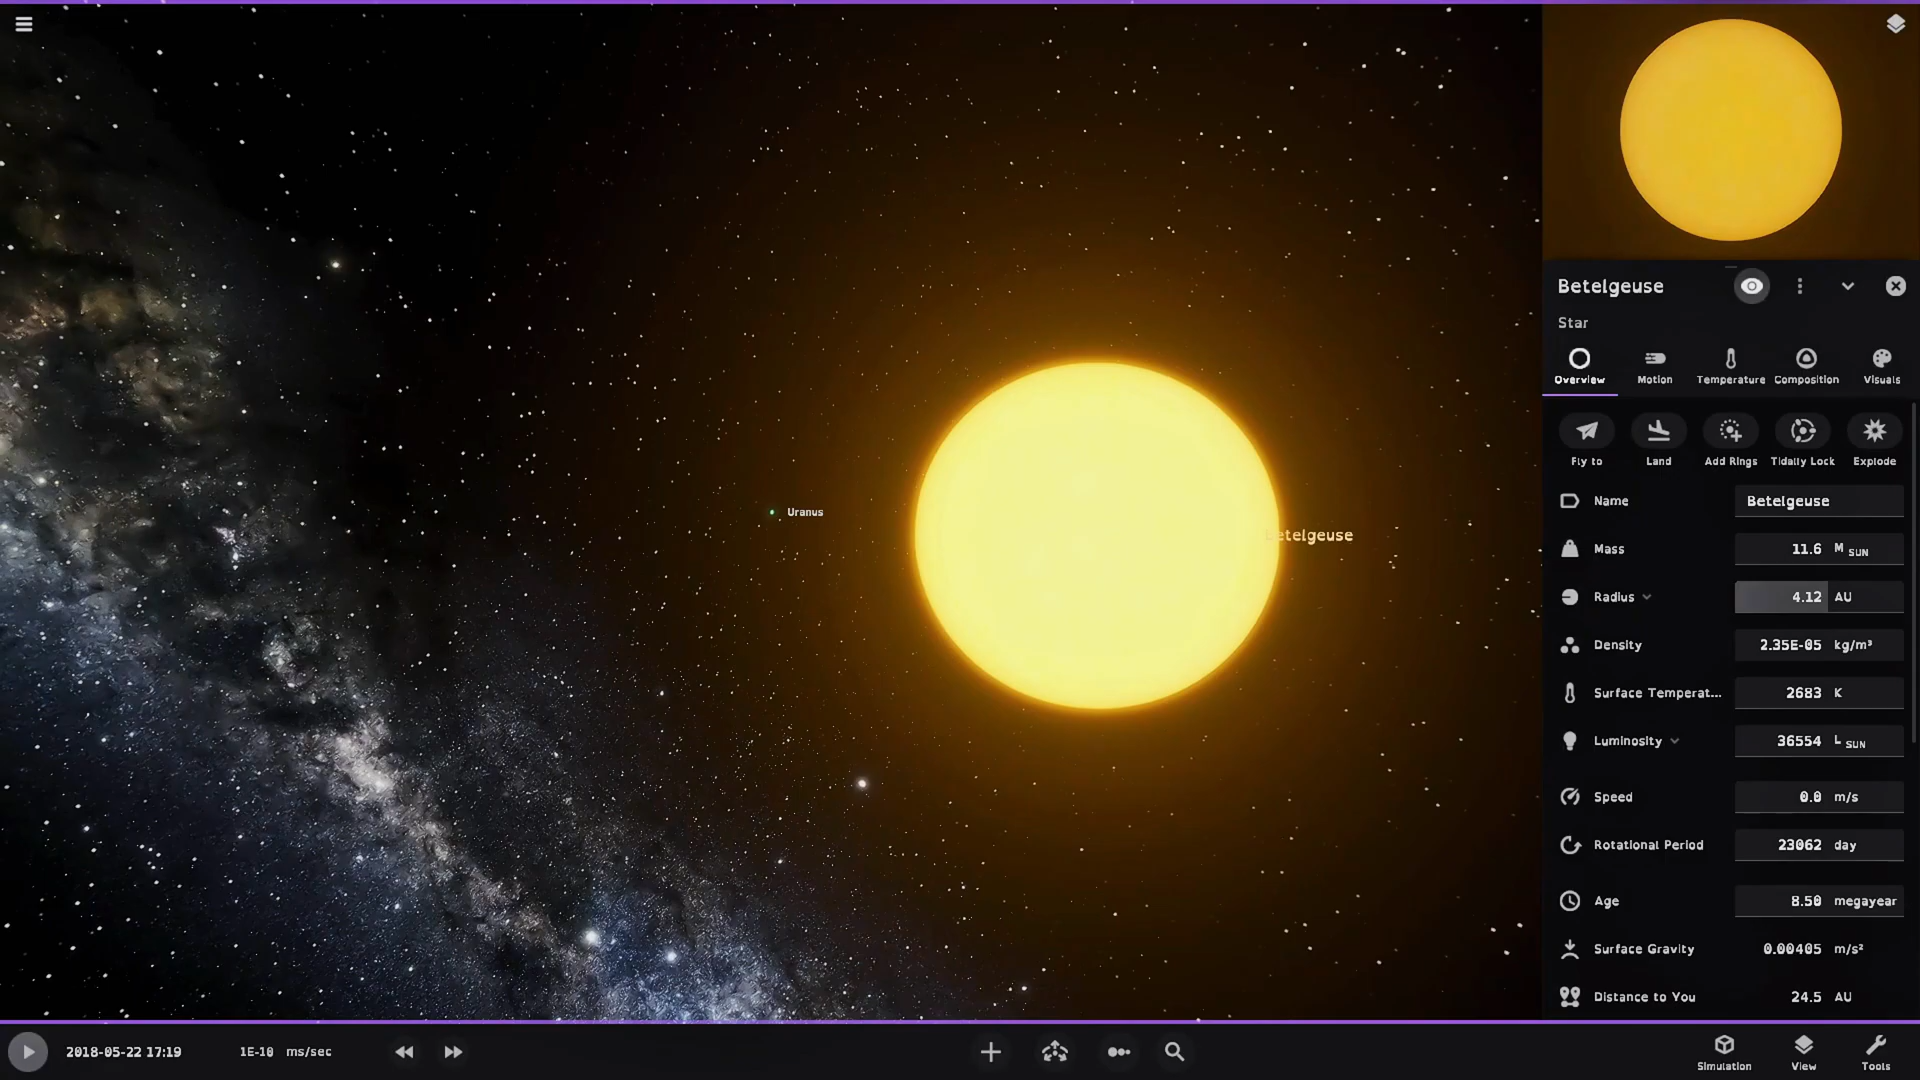 Betelgeuse
Star
Overview Motion Temperature Composition Visuals
Fly to Land Add Rings Tidally Lock Explode
Name Betelgeuse
Uranus
etelgeuse
Mass 11.6 M SUN
Radius 4.12 AU
Density 2.35E-05 kg/m³
Surface Temperat... 2683 K
Luminosity 36554 L SUN
Speed 0.0 m/s
Rotational Period 23062 day
Age 8.50 megayear
Surface Gravity 0.00405 m/s²
Distance to You 24.5 AU
2018-05-22 17:19 1E-10 ms/sec
Simulation View Tools